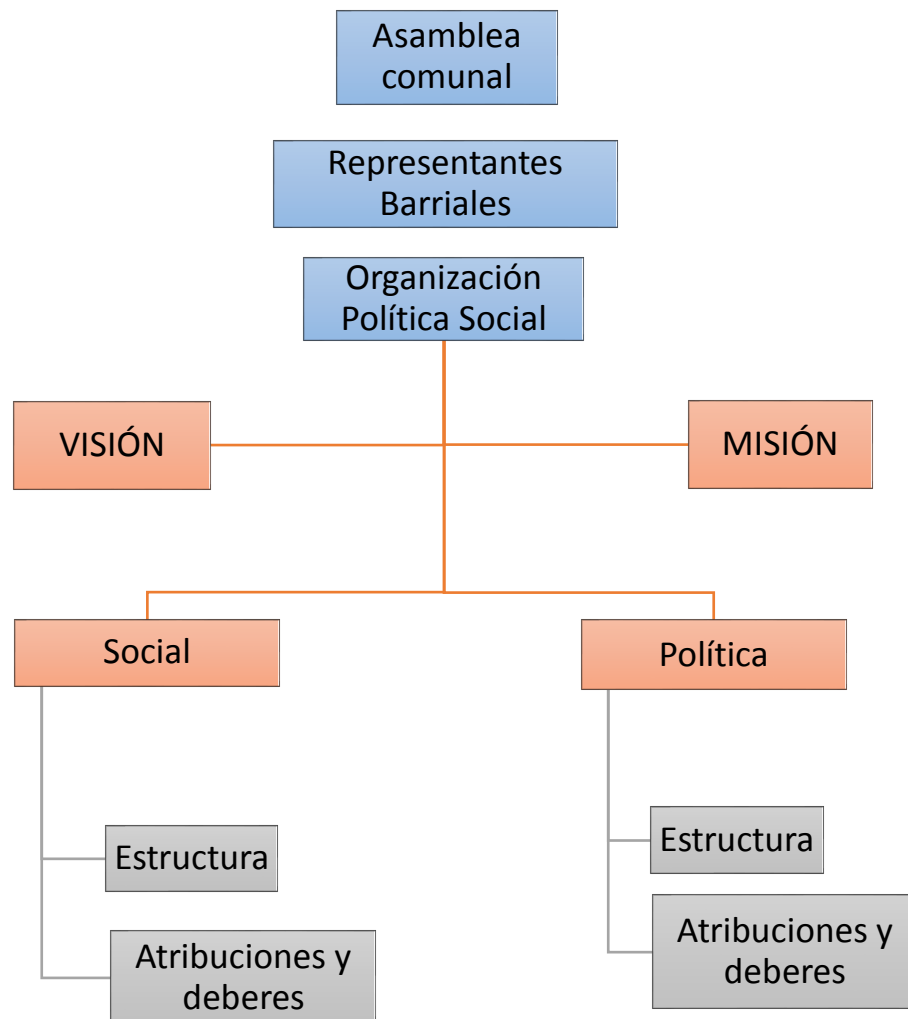 Asamblea
comunal
Representantes
Barriales
Organización
Política Social
VISIÓN
MISIÓN
Social
Política
Estructura
Estructura
Atribuciones y
deberes
Atribuciones y
deberes